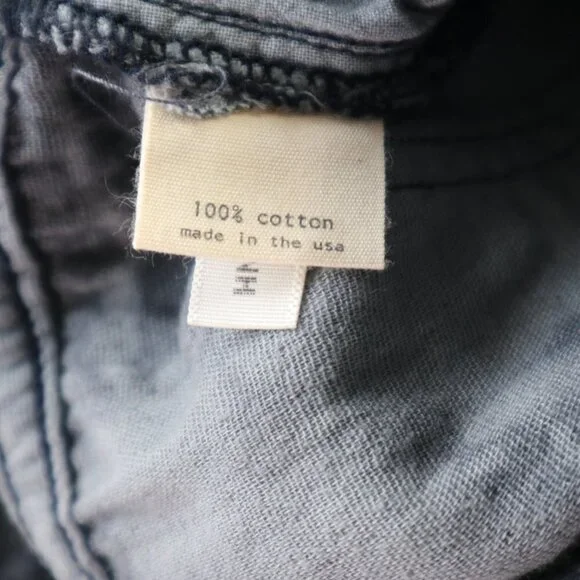 100% cotton
made in the usa